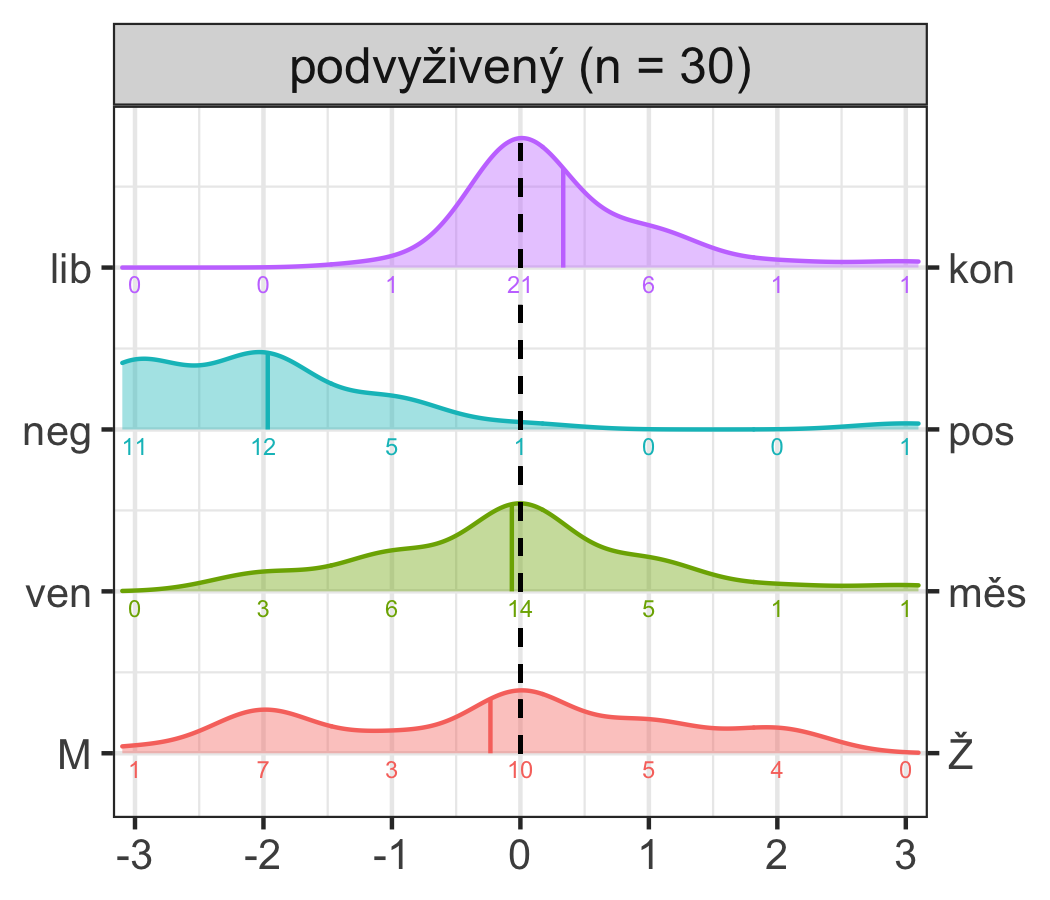 podvyživený (n = 30)
lib kon
0 0 1 21 6 1 1
neg pos
11 12 5 1 0 0 1
ven měs
0 3 6 14 5 1 1
M Ž
1 7 3 10 5 4 0
-3 -2 -1 0 1 2 3